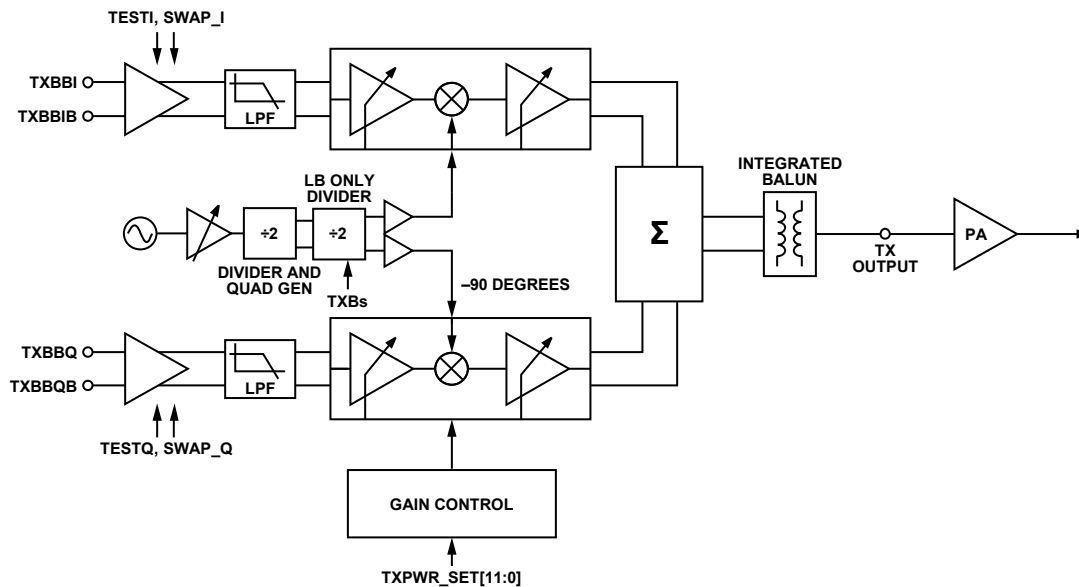 TESTI, SWAP_I
TXBBI
TXBBIB
LPF
LB ONLY
DIVIDER
÷2
÷2
DIVIDER AND
QUAD GEN
TXBs
–90 DEGREES
Σ
INTEGRATED
BALUN
TX
OUTPUT
PA
TXBBQ
TXBBQB
LPF
TESTQ, SWAP_Q
GAIN CONTROL
TXPWR_SET[11:0]